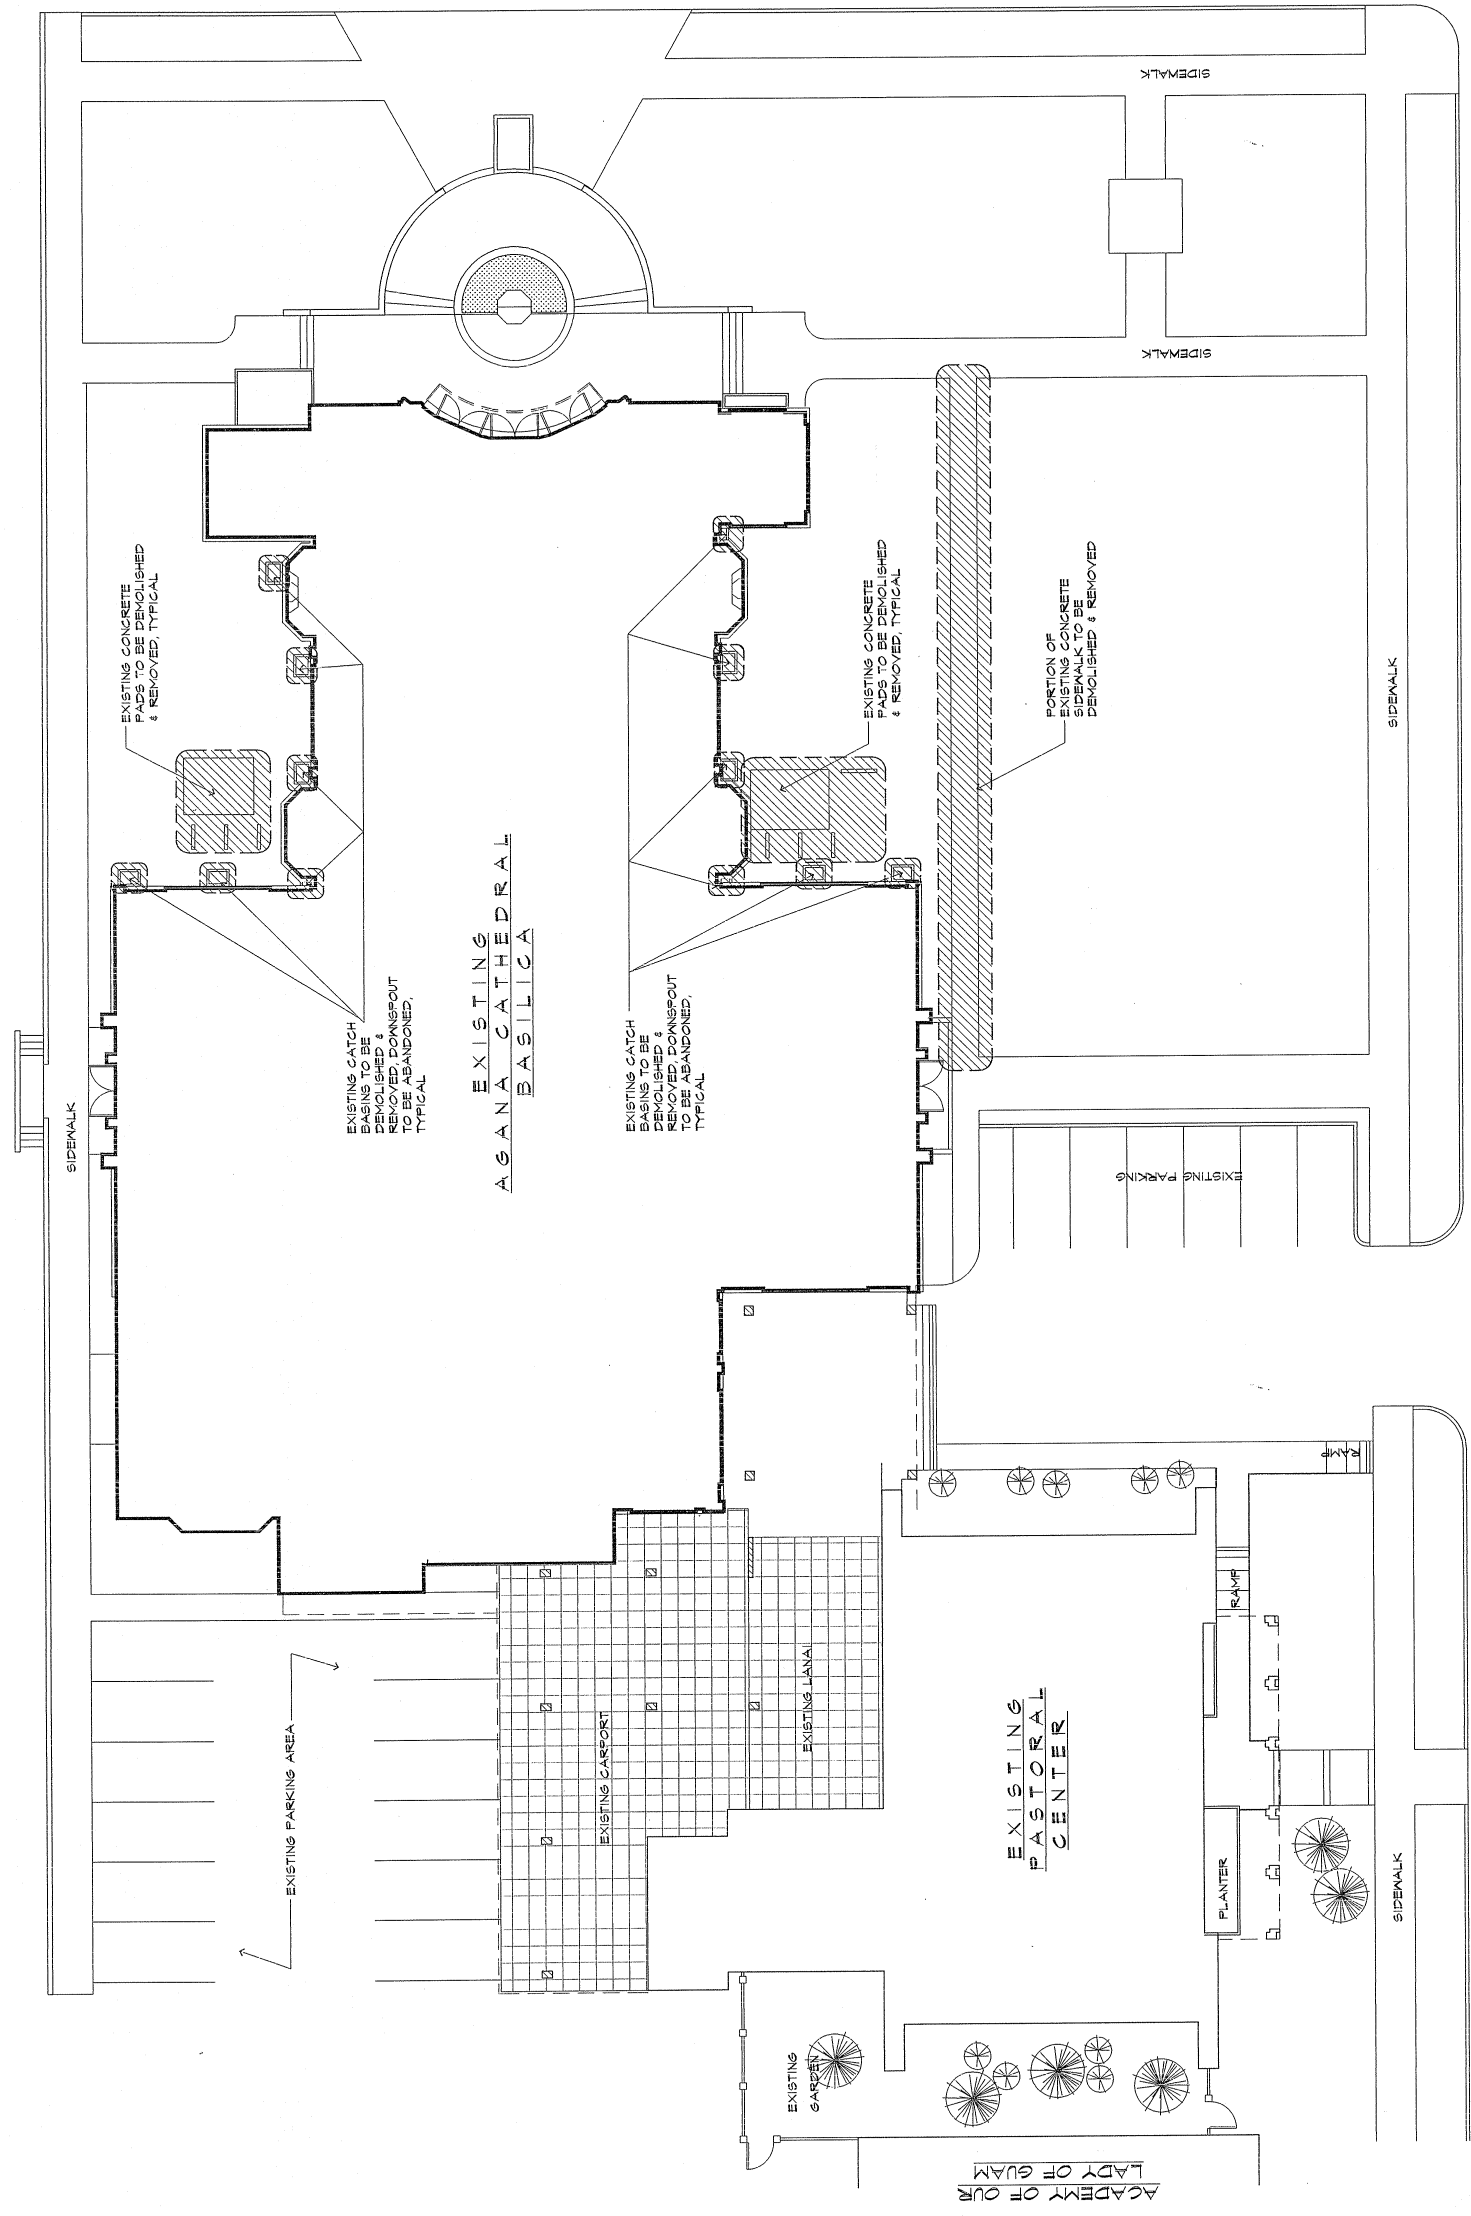 SIDEWALK
SIDEWALK
EXISTING CONCRETE
PADS TO BE DEMOLISHED
& REMOVED, TYPICAL
EXISTING CONCRETE
PADS TO BE DEMOLISHED
& REMOVED, TYPICAL
PORTION OF
EXISTING CONCRETE
SIDEWALK TO BE
DEMOLISHED & REMOVED
SIDEWALK
EXISTING
AGANA CATHEDRAL
BASILICA
EXISTING CATCH
BASINS TO BE
DEMOLISHED &
REMOVED, DOWNSPOUT
TO BE ABANDONED,
TYPICAL
EXISTING CATCH
BASINS TO BE
DEMOLISHED &
REMOVED, DOWNSPOUT
TO BE ABANDONED,
TYPICAL
SIDEWALK
EXISTING PARKING
RAMP
RAMP
EXISTING PARKING AREA
EXISTING CARPORT
EXISTING LANAI
EXISTING
PASTORAL
CENTER
PLANTER
SIDEWALK
EXISTING
GARDEN
ACADEMY OF OUR
LADY OF GUAM